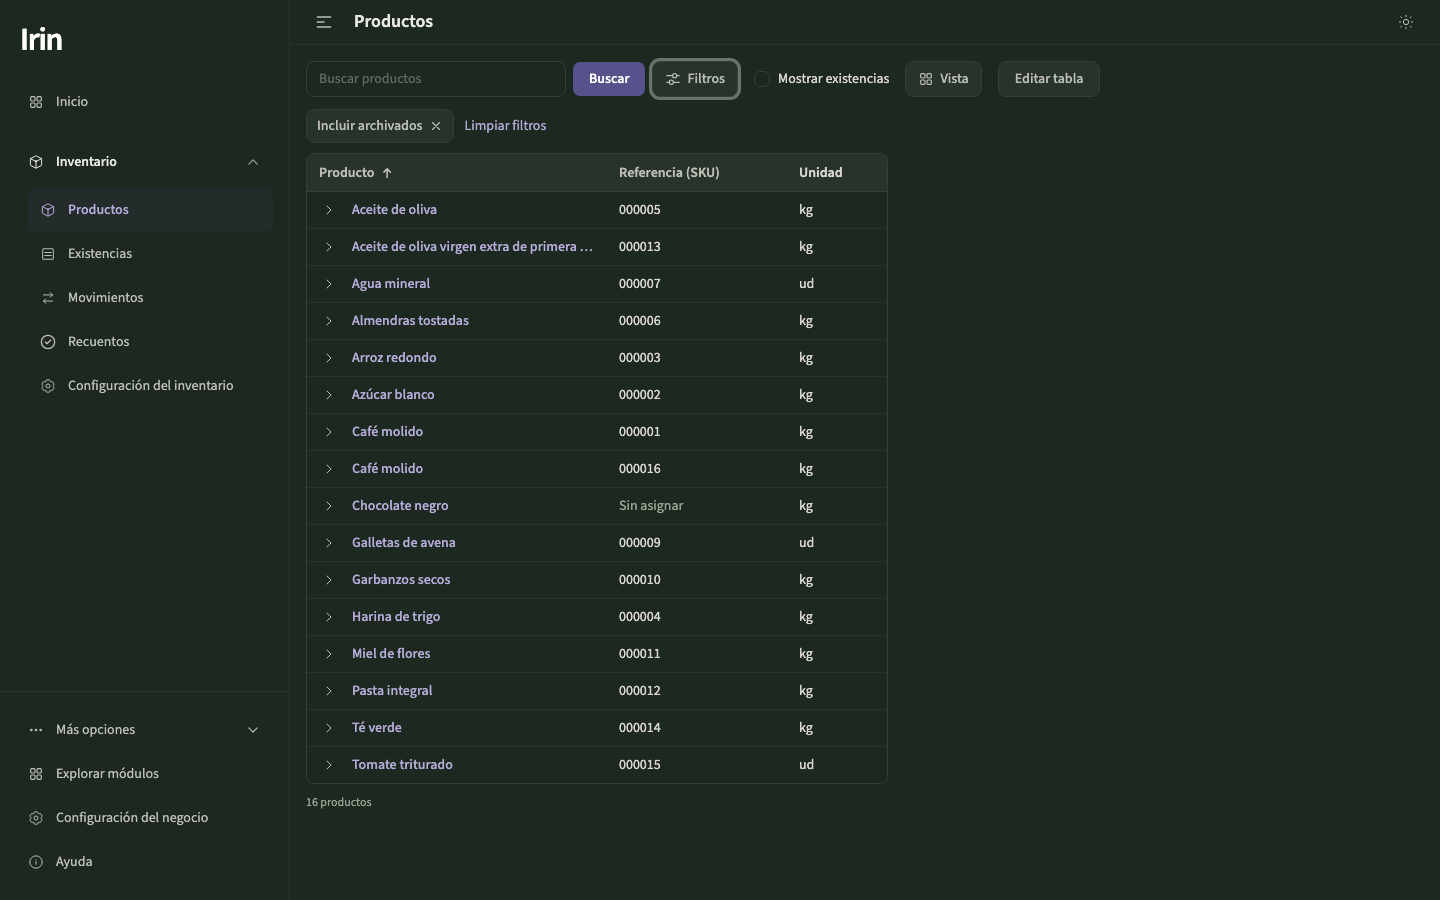 Irin
Inicio
Inventario
Productos
Existencias
Movimientos
Recuentos
Configuración del inventario
Más opciones
Explorar módulos
Configuración del negocio
Ayuda
Productos
Buscar productos Buscar Filtros Mostrar existencias Vista Editar tabla
Incluir archivados Limpiar filtros
Producto Referencia (SKU) Unidad
Aceite de oliva 000005 kg
Aceite de oliva virgen extra de primera ... 000013 kg
Agua mineral 000007 ud
Almendras tostadas 000006 kg
Arroz redondo 000003 kg
Azúcar blanco 000002 kg
Café molido 000001 kg
Café molido 000016 kg
Chocolate negro Sin asignar kg
Galletas de avena 000009 ud
Garbanzos secos 000010 kg
Harina de trigo 000004 kg
Miel de flores 000011 kg
Pasta integral 000012 kg
Té verde 000014 kg
Tomate triturado 000015 ud
16 productos